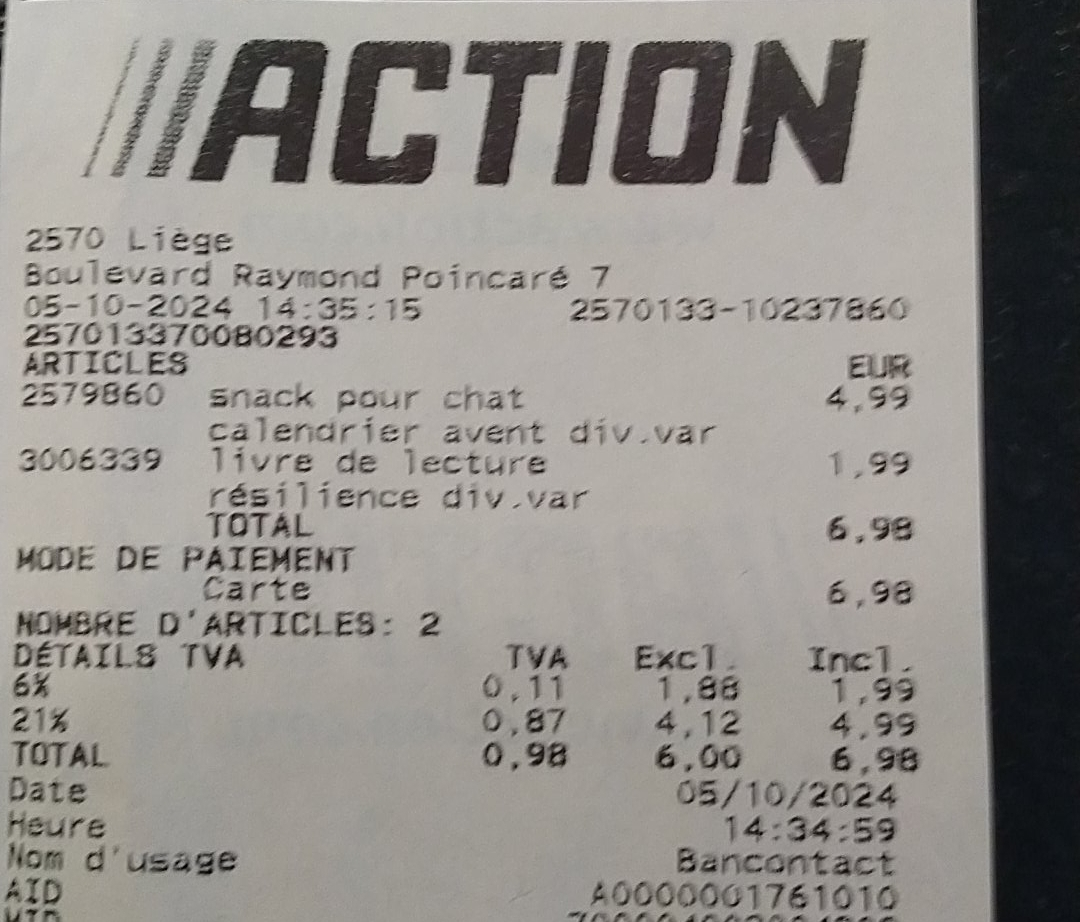 ACTION
2570 Liège
Boulevard Raymond Poincaré 7
05-10-2024 14:35:15 2570133-10237860
257013370080293
ARTICLES EUR
2579860 snack pour chat 4,99
calendrier avent div.var
3006339 livre de lecture 1,99
résilience div.var
TOTAL 6,98
MODE DE PAIEMENT
Carte 6,98
NOMBRE D'ARTICLES: 2
DÉTAILS TVA TVA Excl. Incl.
6% 0,11 1,88 1,99
21% 0,87 4,12 4,99
TOTAL 0,98 6,00 6,98
Date 05/10/2024
Heure 14:34:59
Nom d'usage Bancontact
AID A0000001761010